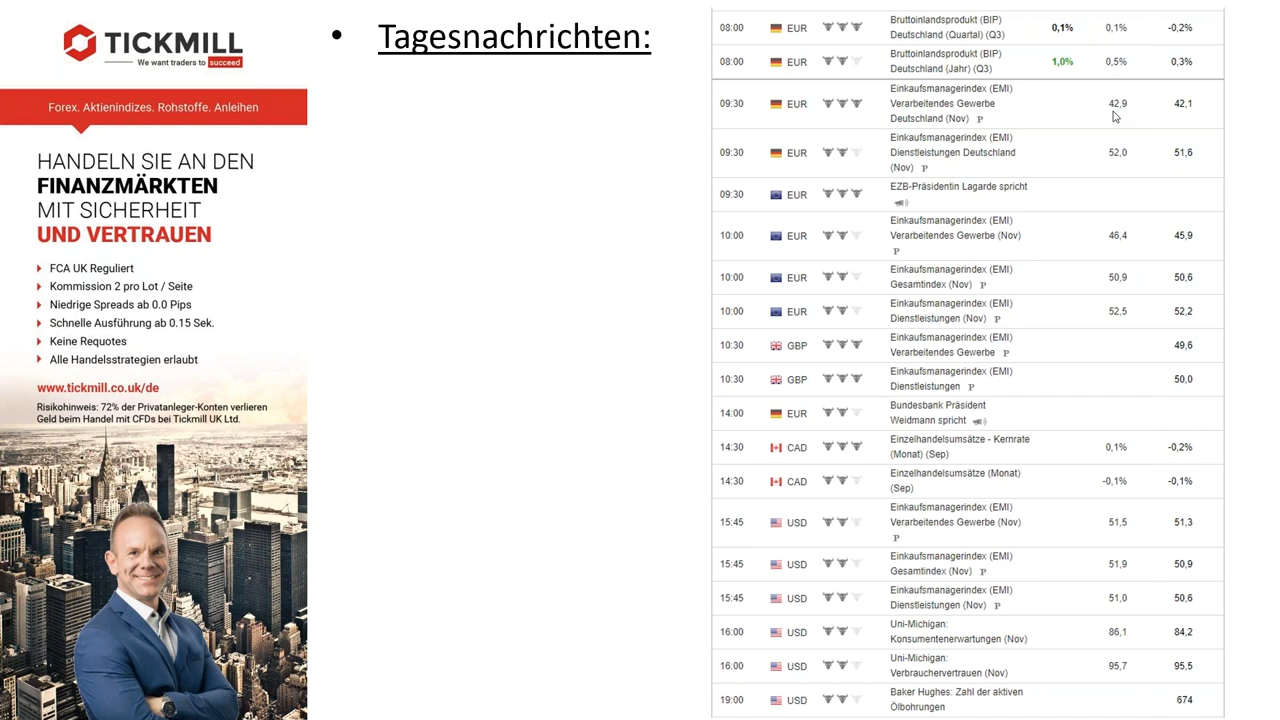 TICKMILL
We want traders to succeed
Forex. Aktienindizes. Rohstoffe. Anleihen
HANDELN SIE AN DEN
FINANZMÄRKTEN
MIT SICHERHEIT
UND VERTRAUEN
FCA UK Reguliert
Kommission 2 pro Lot / Seite
Niedrige Spreads ab 0.0 Pips
Schnelle Ausführung ab 0.15 Sek.
Keine Requotes
Alle Handelsstrategien erlaubt
www.tickmill.co.uk/de
Risikohinweis: 72% der Privatanleger-Konten verlieren
Geld beim Handel mit CFDs bei Tickmill UK Ltd.
• Tagesnachrichten:
08:00 EUR Bruttoinlandsprodukt (BIP)
Deutschland (Quartal) (Q3) 0,1% 0,1% -0,2%
08:00 EUR Bruttoinlandsprodukt (BIP)
Deutschland (Jahr) (Q3) 1,0% 0,5% 0,3%
09:30 EUR Einkaufsmanagerindex (EMI)
Verarbeitendes Gewerbe 42,9 42,1
Deutschland (Nov) P
09:30 EUR Einkaufsmanagerindex (EMI)
Dienstleistungen Deutschland 52,0 51,6
(Nov) P
09:30 EUR EZB-Präsidentin Lagarde spricht
10:00 EUR Einkaufsmanagerindex (EMI)
Verarbeitendes Gewerbe (Nov) 46,4 45,9
P
10:00 EUR Einkaufsmanagerindex (EMI)
Gesamtindex (Nov) P 50,9 50,6
10:00 EUR Einkaufsmanagerindex (EMI)
Dienstleistungen (Nov) P 52,5 52,2
10:30 GBP Einkaufsmanagerindex (EMI)
Verarbeitendes Gewerbe P 49,6
10:30 GBP Einkaufsmanagerindex (EMI)
Dienstleistungen P 50,0
14:00 EUR Bundesbank Präsident
Weidmann spricht
14:30 CAD Einzelhandelsumsätze - Kernrate
(Monat) (Sep) 0,1% -0,2%
14:30 CAD Einzelhandelsumsätze (Monat)
(Sep) -0,1% -0,1%
15:45 USD Einkaufsmanagerindex (EMI)
Verarbeitendes Gewerbe (Nov) 51,5 51,3
P
15:45 USD Einkaufsmanagerindex (EMI)
Gesamtindex (Nov) P 51,9 50,9
15:45 USD Einkaufsmanagerindex (EMI)
Dienstleistungen (Nov) P 51,0 50,6
16:00 USD Uni-Michigan:
Konsumentenerwartungen (Nov) 86,1 84,2
16:00 USD Uni-Michigan:
Verbrauchervertrauen (Nov) 95,7 95,5
19:00 USD Baker Hughes: Zahl der aktiven
Ölbohrungen 674